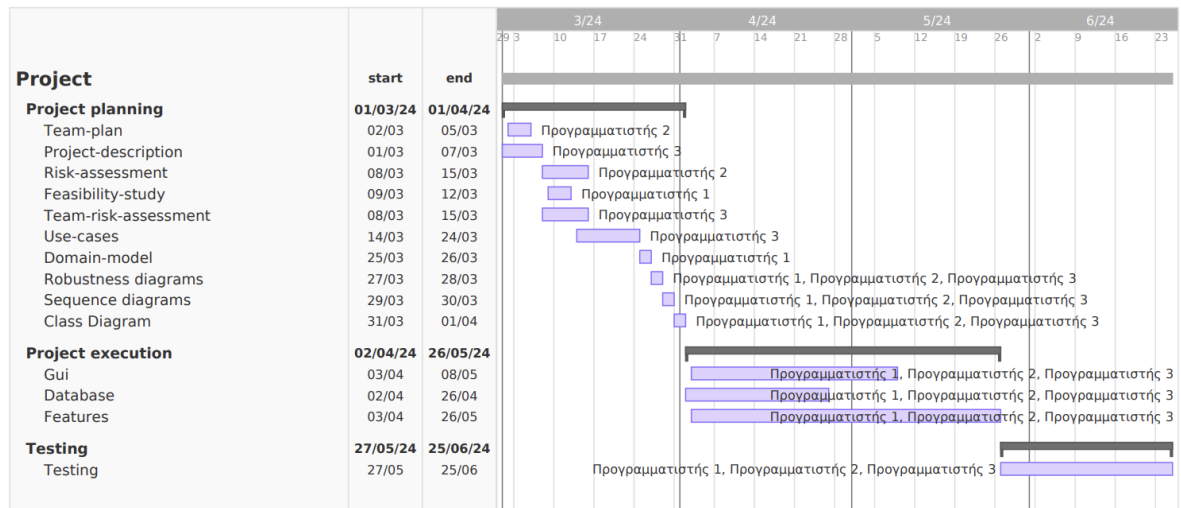 3/24 4/24 5/24 6/24
29 3 10 17 24 31 7 14 21 28 5 12 19 26 2 9 16 23
Project start end
Project planning 01/03/24 01/04/24
Team-plan 02/03 05/03 Προγραμματιστής 2
Project-description 01/03 07/03 Προγραμματιστής 3
Risk-assessment 08/03 15/03 Προγραμματιστής 2
Feasibility-study 09/03 12/03 Προγραμματιστής 1
Team-risk-assessment 08/03 15/03 Προγραμματιστής 3
Use-cases 14/03 24/03 Προγραμματιστής 3
Domain-model 25/03 26/03 Προγραμματιστής 1
Robustness diagrams 27/03 28/03 Προγραμματιστής 1, Προγραμματιστής 2, Προγραμματιστής 3
Sequence diagrams 29/03 30/03 Προγραμματιστής 1, Προγραμματιστής 2, Προγραμματιστής 3
Class Diagram 31/03 01/04 Προγραμματιστής 1, Προγραμματιστής 2, Προγραμματιστής 3
Project execution 02/04/24 26/05/24
Gui 03/04 08/05 Προγραμματιστής 1, Προγραμματιστής 2, Προγραμματιστής 3
Database 02/04 26/04 Προγραμματιστής 1, Προγραμματιστής 2, Προγραμματιστής 3
Features 03/04 26/05 Προγραμματιστής 1, Προγραμματιστής 2, Προγραμματιστής 3
Testing 27/05/24 25/06/24
Testing 27/05 25/06 Προγραμματιστής 1, Προγραμματιστής 2, Προγραμματιστής 3